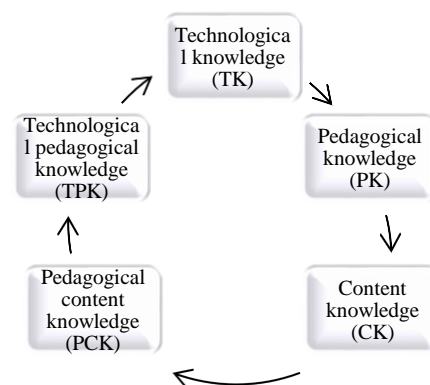 Technologica
l knowledge
(TK)
Pedagogical
knowledge
(PK)
Content
knowledge
(CK)
Pedagogical
content
knowledge
(PCK)
Technologica
l pedagogical
knowledge
(TPK)